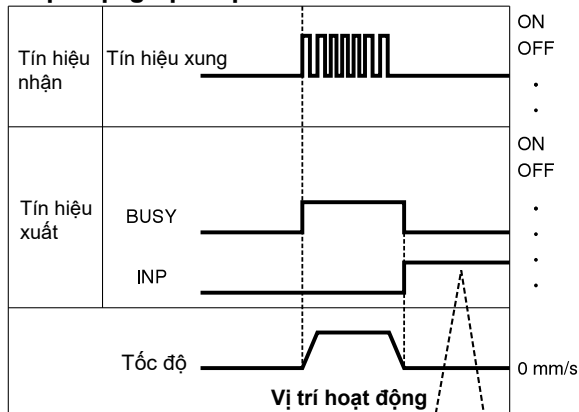 Tín hiệu nhận
Tín hiệu xung
ON
OFF
Tín hiệu xuất
ON
OFF
BUSY
INP
Tốc độ
0 mm/s
Vị trí hoạt động